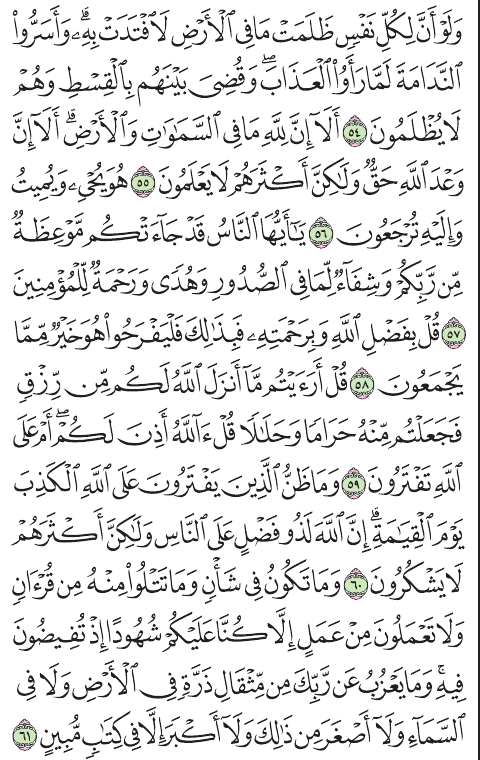 وَلَوْ أَنَّ لِكُلِّ نَفْسٍ ظَلَمَتْ مَا فِي ٱلْأَرْضِ لَٱفْتَدَتْ بِهِۦۗ وَأَسَرُّوا۟
ٱلنَّدَامَةَ لَمَّا رَأَوُا۟ ٱلْعَذَابَۖ وَقُضِيَ بَيْنَهُم بِٱلْقِسْطِ وَهُمْ
لَا يُظْلَمُونَ ٥٤ أَلَآ إِنَّ لِلَّهِ مَا فِي ٱلسَّمَٰوَٰتِ وَٱلْأَرْضِۗ أَلَآ إِنَّ
وَعْدَ ٱللَّهِ حَقٌّ وَلَٰكِنَّ أَكْثَرَهُمْ لَا يَعْلَمُونَ ٥٥ هُوَ يُحْيِۦ وَيُمِيتُ
وَإِلَيْهِ تُرْجَعُونَ ٥٦ يَٰٓأَيُّهَا ٱلنَّاسُ قَدْ جَآءَتْكُم مَّوْعِظَةٌ
مِّن رَّبِّكُمْ وَشِفَآءٌ لِّمَا فِي ٱلصُّدُورِ وَهُدًى وَرَحْمَةٌ لِّلْمُؤْمِنِينَ
٥٧ قُلْ بِفَضْلِ ٱللَّهِ وَبِرَحْمَتِهِۦ فَبِذَٰلِكَ فَلْيَفْرَحُوا۟ هُوَ خَيْرٌ مِّمَّا
يَجْمَعُونَ ٥٨ قُلْ أَرَءَيْتُم مَّآ أَنزَلَ ٱللَّهُ لَكُم مِّن رِّزْقٍ
فَجَعَلْتُم مِّنْهُ حَرَامًا وَحَلَٰلًا قُلْ ءَآللَّهُ أَذِنَ لَكُمْۖ أَمْ عَلَى
ٱللَّهِ تَفْتَرُونَ ٥٩ وَمَا ظَنُّ ٱلَّذِينَ يَفْتَرُونَ عَلَى ٱللَّهِ ٱلْكَذِبَ
يَوْمَ ٱلْقِيَٰمَةِۗ إِنَّ ٱللَّهَ لَذُو فَضْلٍ عَلَى ٱلنَّاسِ وَلَٰكِنَّ أَكْثَرَهُمْ
لَا يَشْكُرُونَ ٦٠ وَمَا تَكُونُ فِي شَأْنٍ وَمَا تَتْلُوا۟ مِنْهُ مِن قُرْءَانٍ
وَلَا تَعْمَلُونَ مِنْ عَمَلٍ إِلَّا كُنَّا عَلَيْكُمْ شُهُودًا إِذْ تُفِيضُونَ
فِيهِۚ وَمَا يَعْزُبُ عَن رَّبِّكَ مِن مِّثْقَالِ ذَرَّةٍ فِي ٱلْأَرْضِ وَلَا فِي
ٱلسَّمَآءِ وَلَآ أَصْغَرَ مِن ذَٰلِكَ وَلَآ أَكْبَرَ إِلَّا فِي كِتَٰبٍ مُّبِينٍ ٦١